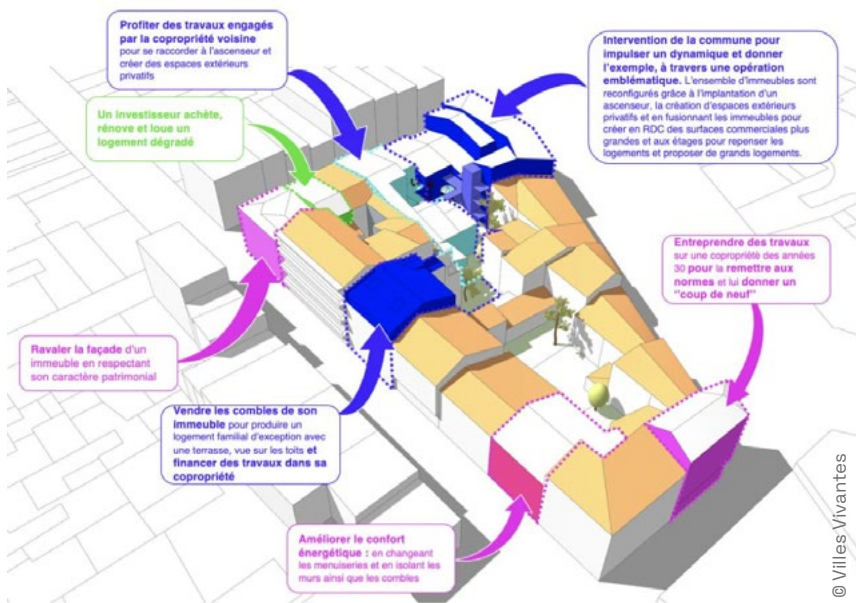 Profiter des travaux engagés
par la copropriété voisine
pour se raccorder à l'ascenseur et
créer des espaces extérieurs
privatifs
Intervention de la commune pour
impulser un dynamique et donner
l'exemple, à travers une opération
emblématique. L'ensemble d'immeubles sont
reconfigurés grâce à l'implantation d'un
ascenseur, la création d'espaces extérieurs
privatifs et en fusionnant les immeubles pour
créer en RDC des surfaces commerciales plus
grandes et aux étages pour repenser les
logements et proposer de grands logements.
Un investisseur achète,
rénove et loue un
logement dégradé
Entreprendre des travaux
sur une copropriété des années
30 pour la remettre aux
normes et lui donner un
"coup de neuf"
Ravaler la façade d'un
immeuble en respectant
son caractère patrimonial
Vendre les combles de son
immeuble pour produire un
logement familial d'exception avec
une terrasse, vue sur les toits et
financer des travaux dans sa
copropriété
Améliorer le confort
énergétique : en changeant
les menuiseries et en isolant les
murs ainsi que les combles
© Villes Vivantes